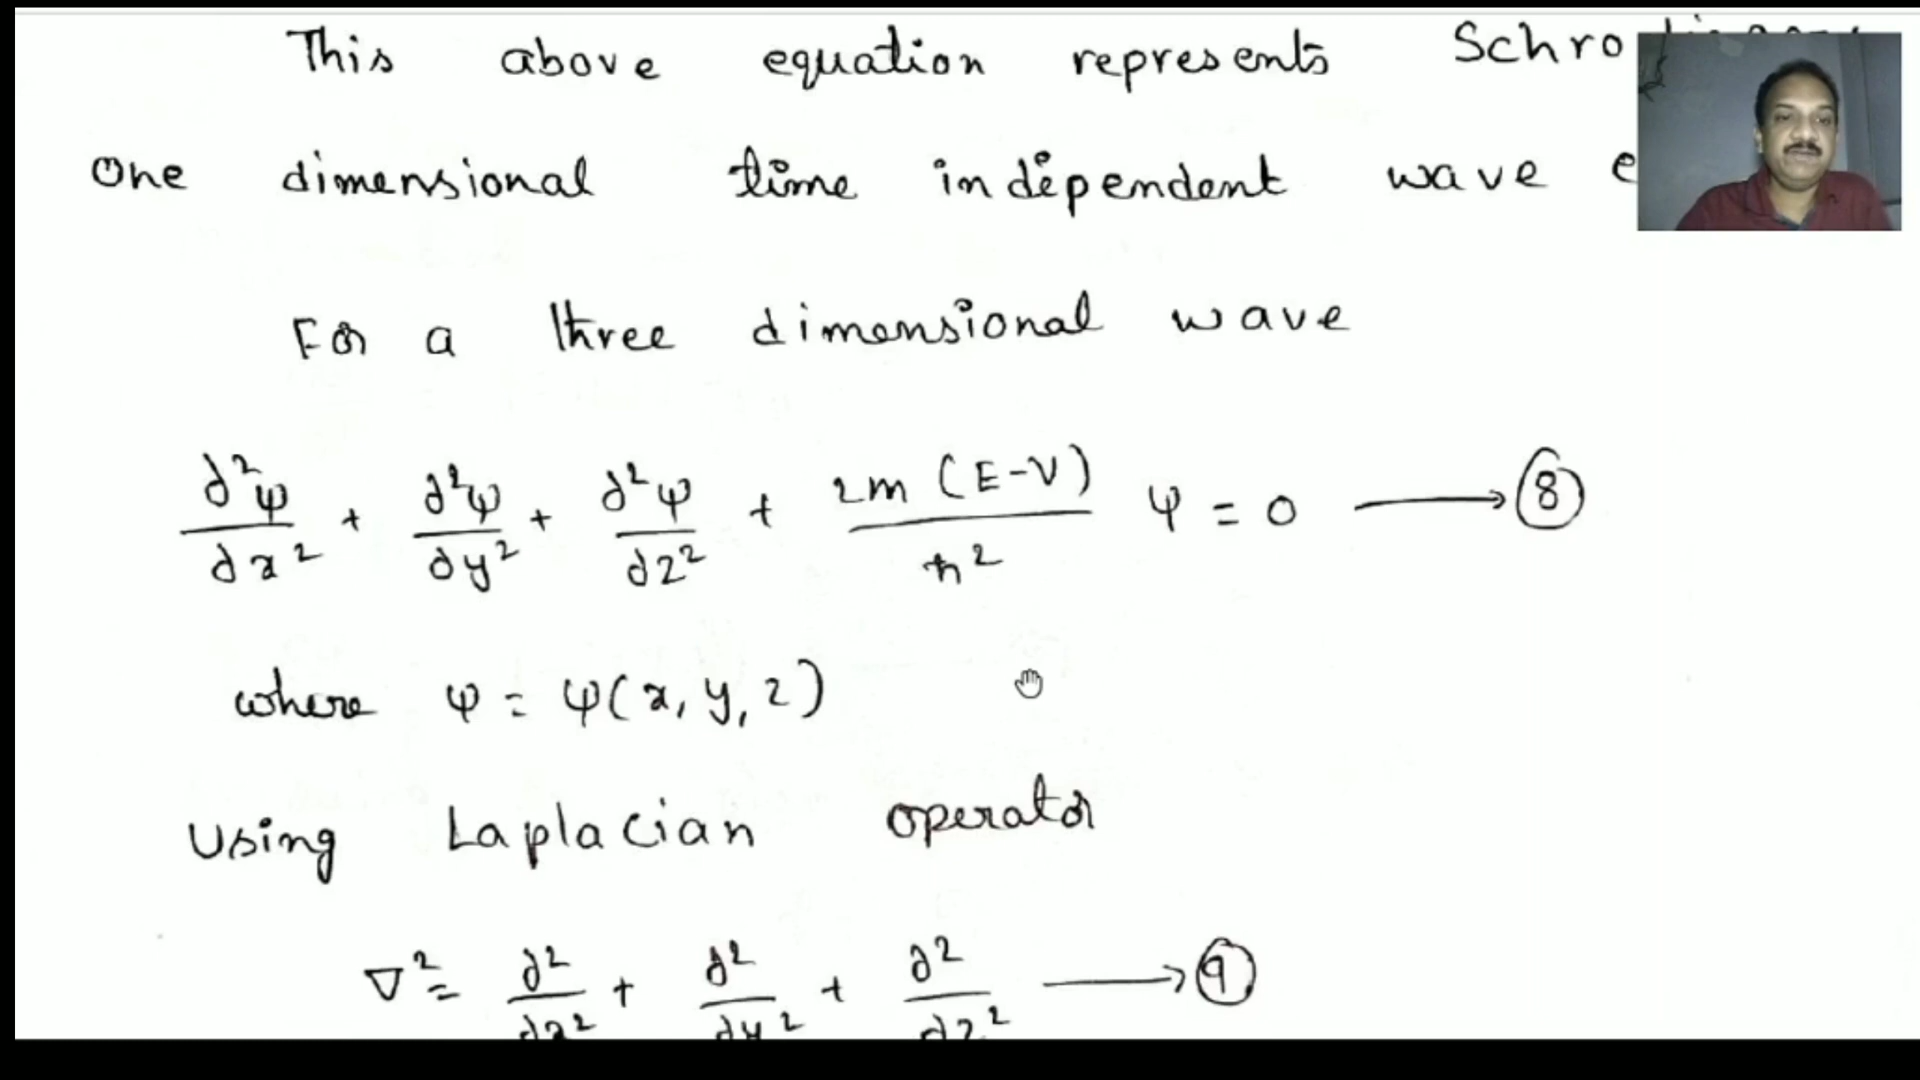 This above equation represents
One dimensional time independent wave
For a three dimensional wave
∂²ψ/∂x² + ∂²ψ/∂y² + ∂²ψ/∂z² + 2m (E-V)/ħ² ψ = 0 → 8
where ψ = ψ(x, y, z)
Using Laplacian operator
∇² = ∂²/∂x² + ∂²/∂y² + ∂²/∂z² → 9